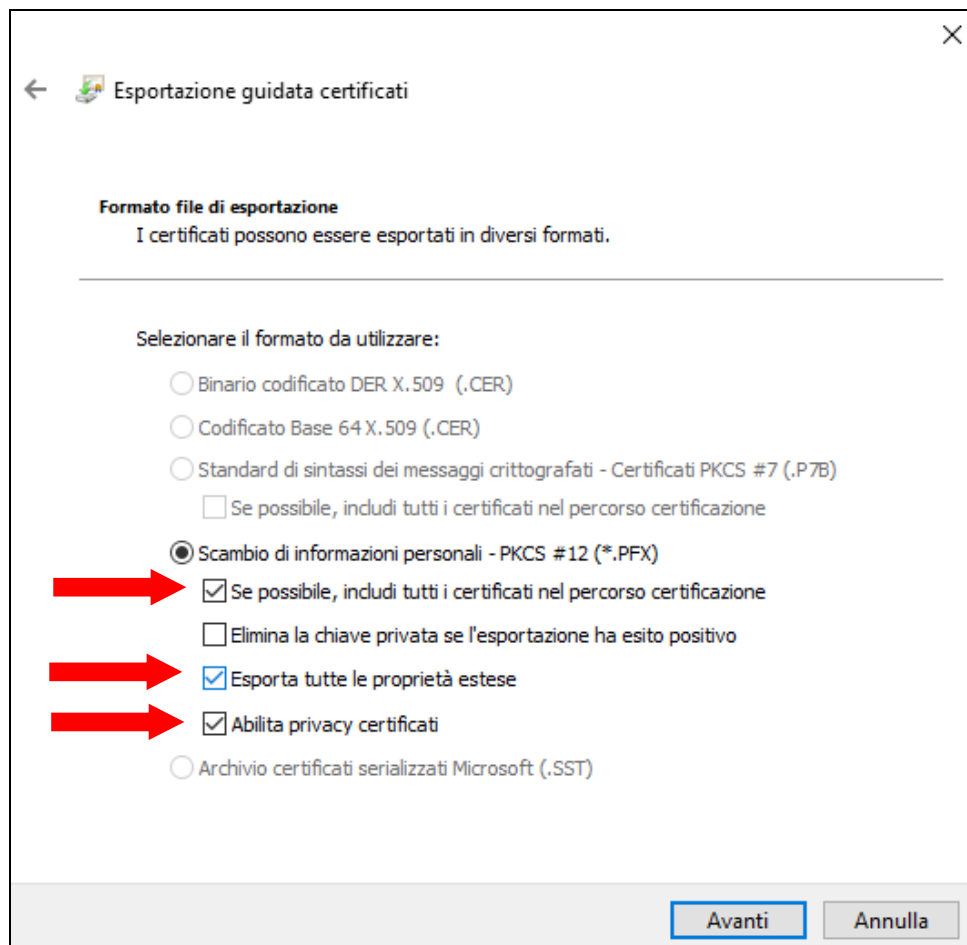 Esportazione guidata certificati
Formato file di esportazione
I certificati possono essere esportati in diversi formati.
Selezionare il formato da utilizzare:
Binario codificato DER X.509 (.CER)
Codificato Base 64 X.509 (.CER)
Standard di sintassi dei messaggi crittografati - Certificati PKCS #7 (.P7B)
Se possibile, includi tutti i certificati nel percorso certificazione
Scambio di informazioni personali - PKCS #12 (*.PFX)
Se possibile, includi tutti i certificati nel percorso certificazione
Elimina la chiave privata se l'esportazione ha esito positivo
Esporta tutte le proprietà estese
Abilita privacy certificati
Archivio certificati serializzati Microsoft (.SST)
Avanti Annulla